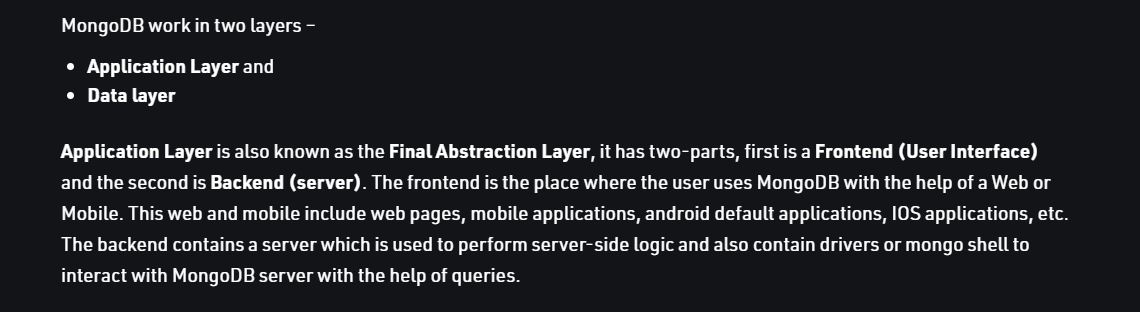 MongoDB work in two layers –
• Application Layer and
• Data layer
Application Layer is also known as the Final Abstraction Layer, it has two-parts, first is a Frontend (User Interface)
and the second is Backend (server). The frontend is the place where the user uses MongoDB with the help of a Web or
Mobile. This web and mobile include web pages, mobile applications, android default applications, IOS applications, etc.
The backend contains a server which is used to perform server-side logic and also contain drivers or mongo shell to
interact with MongoDB server with the help of queries.